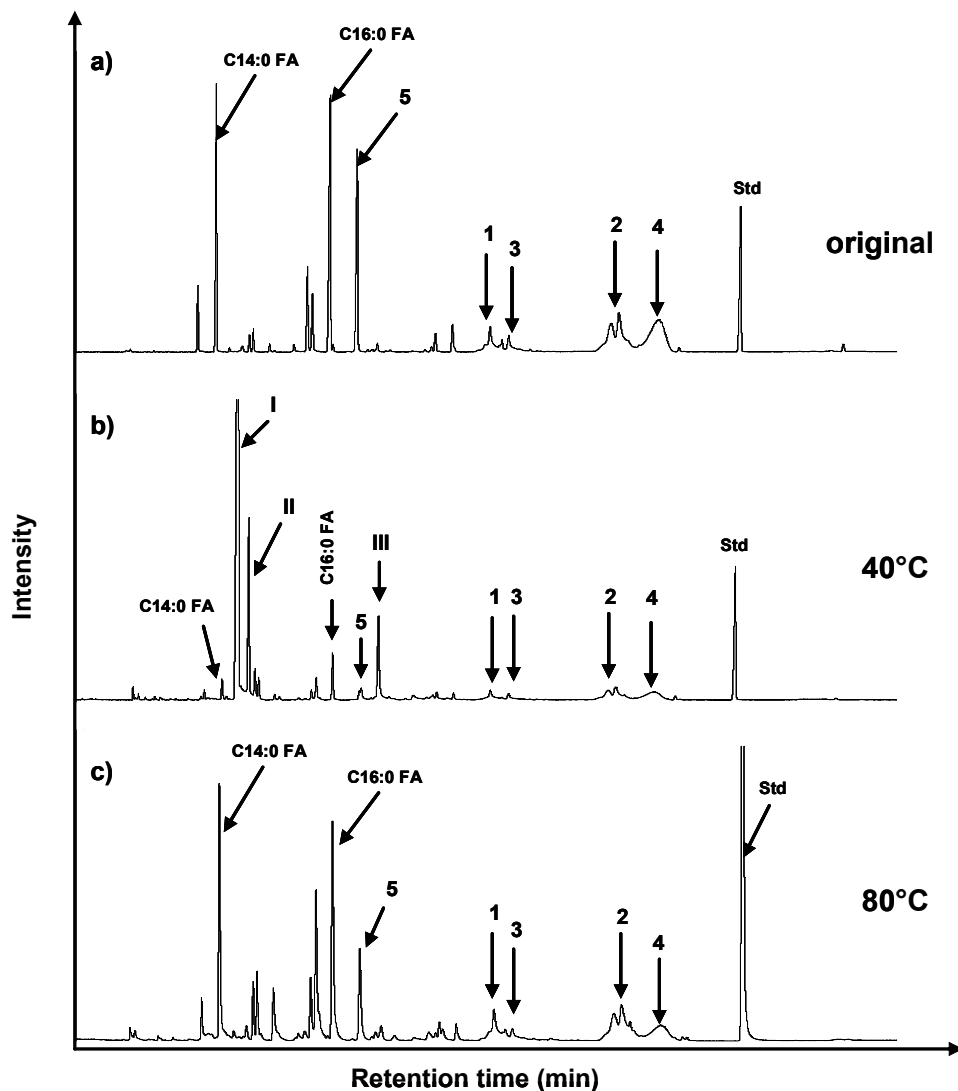 a)
C14:0 FA
C16:0 FA
5
1
3
2
4
Std
original
b)
I
II
C14:0 FA
C16:0 FA
5
III
1
3
2
4
Std
40°C
c)
C14:0 FA
C16:0 FA
5
1
3
2
4
Std
80°C
Intensity
Retention time (min)